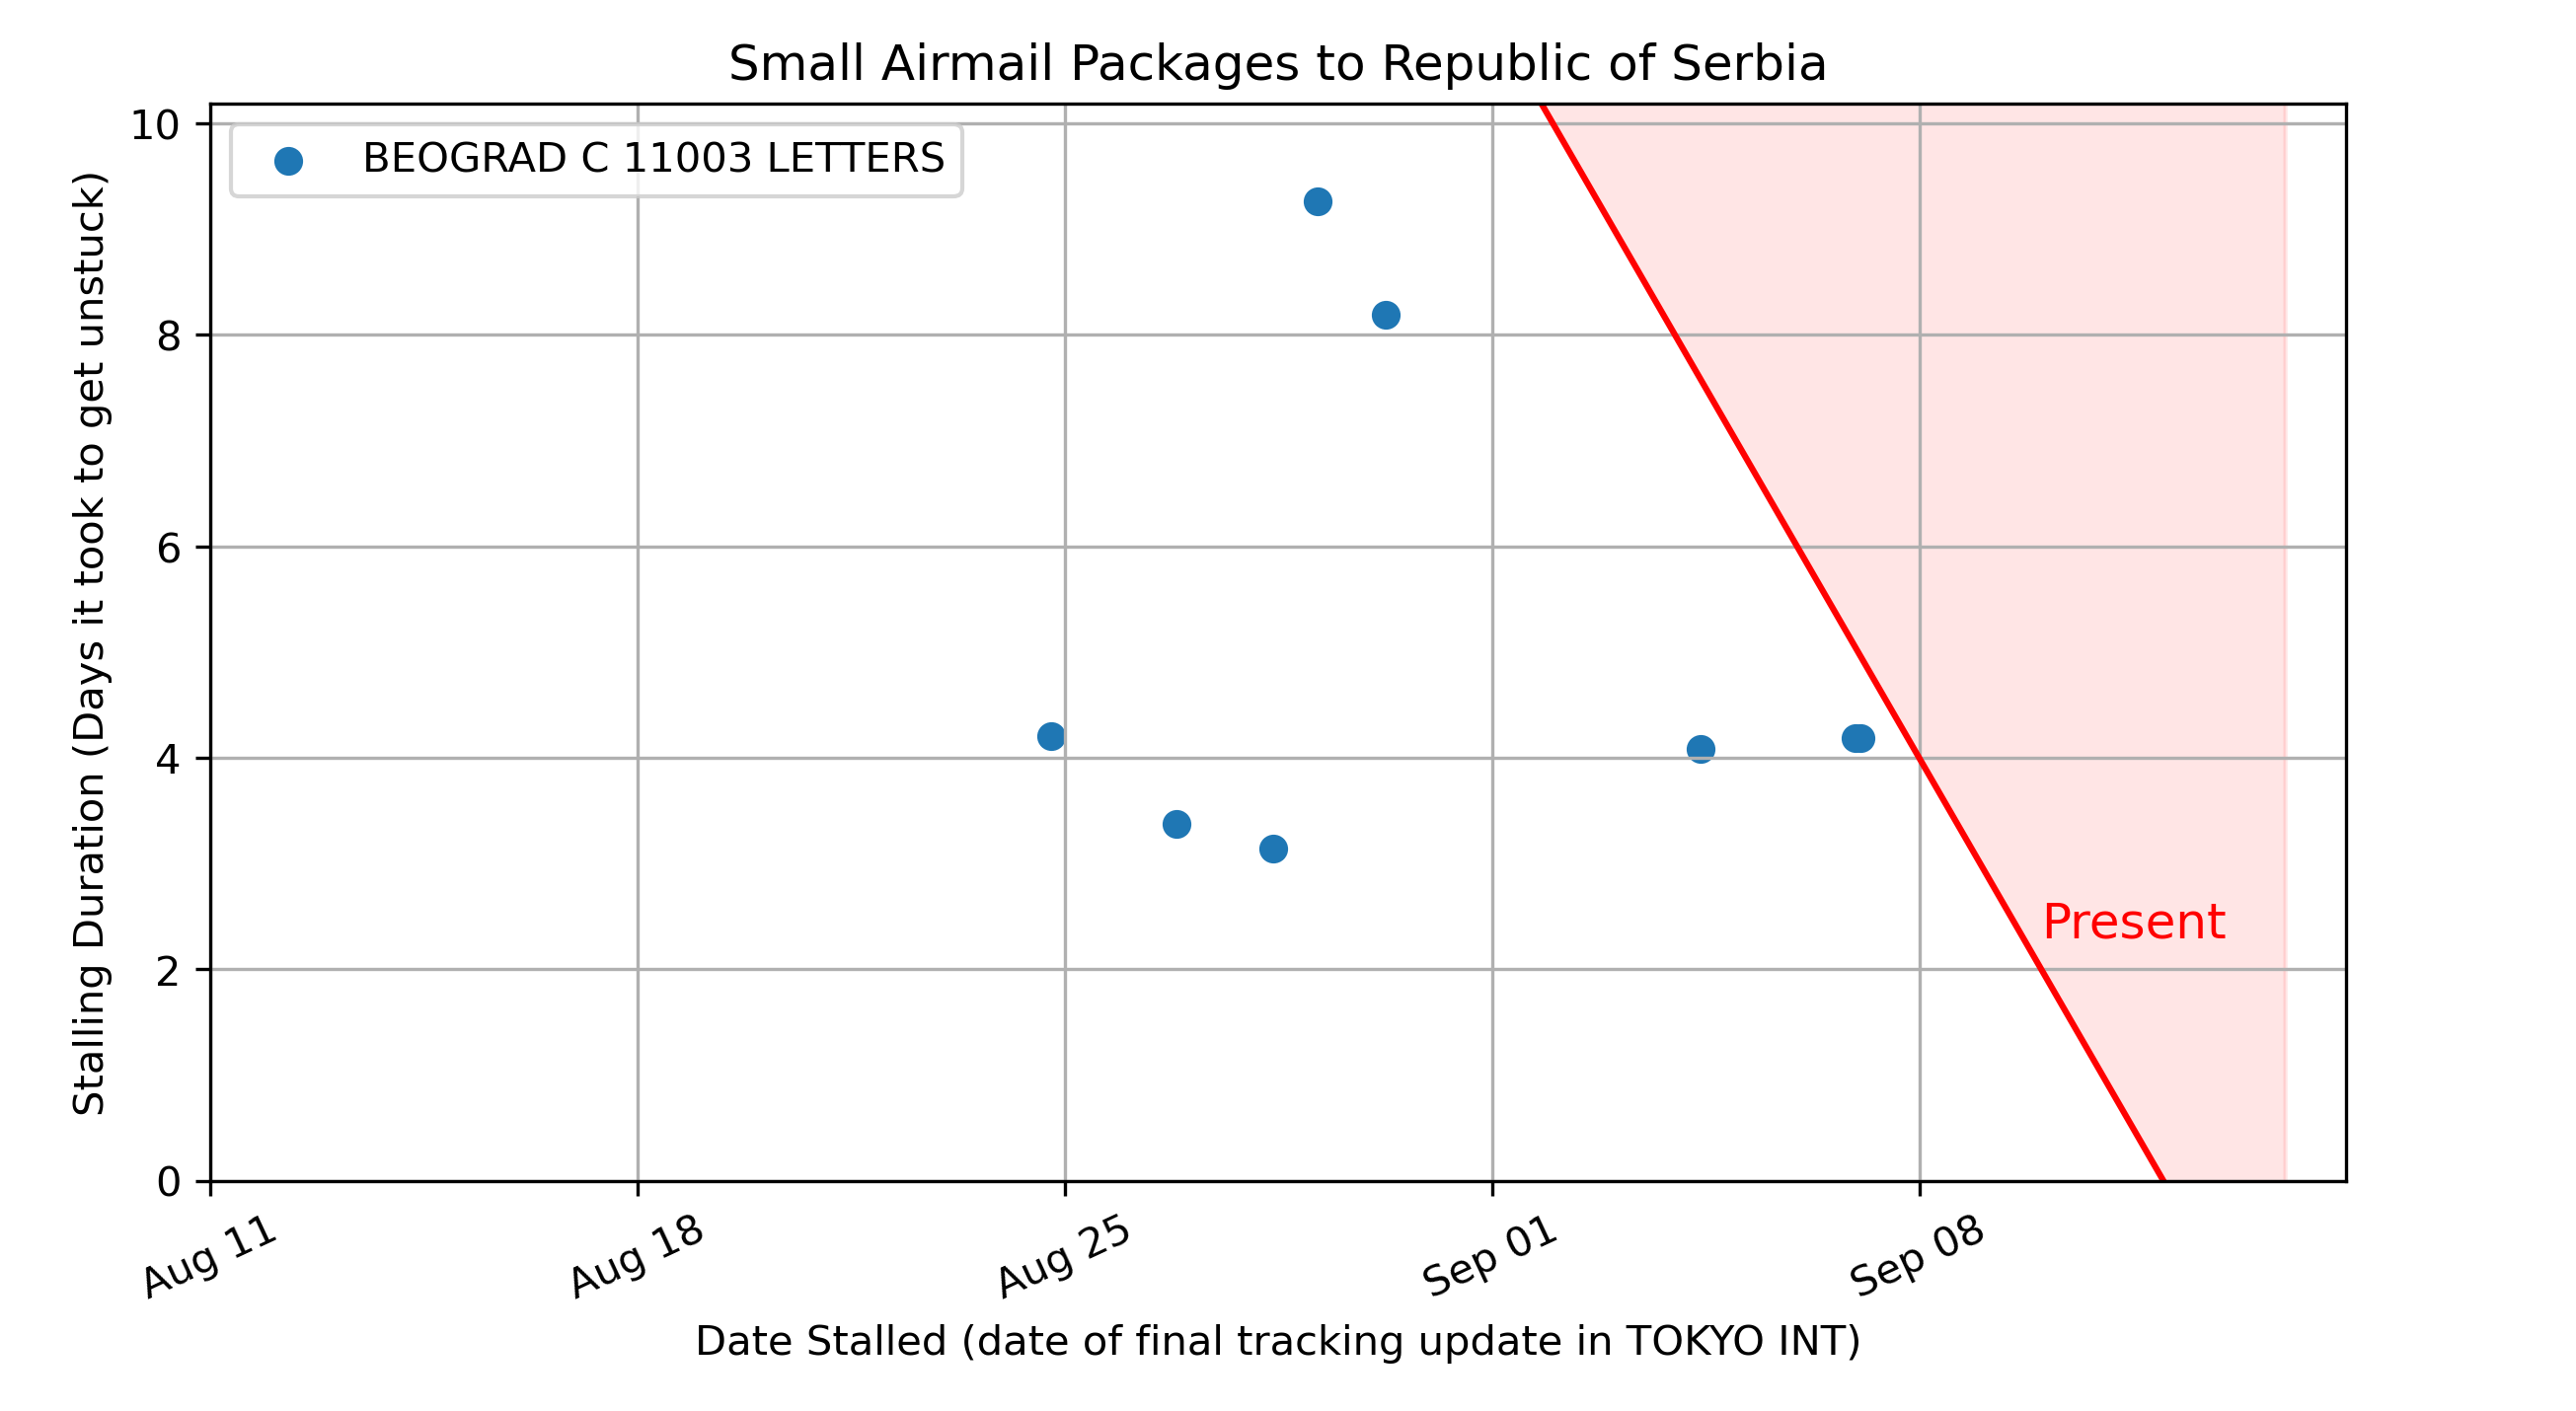 Small Airmail Packages to Republic of Serbia
BEOGRAD C 11003 LETTERS
Stalling Duration (Days it took to get unstuck)
10
8
6
4
2
0
Present
Aug 11
Aug 18
Aug 25
Sep 01
Sep 08
Date Stalled (date of final tracking update in TOKYO INT)